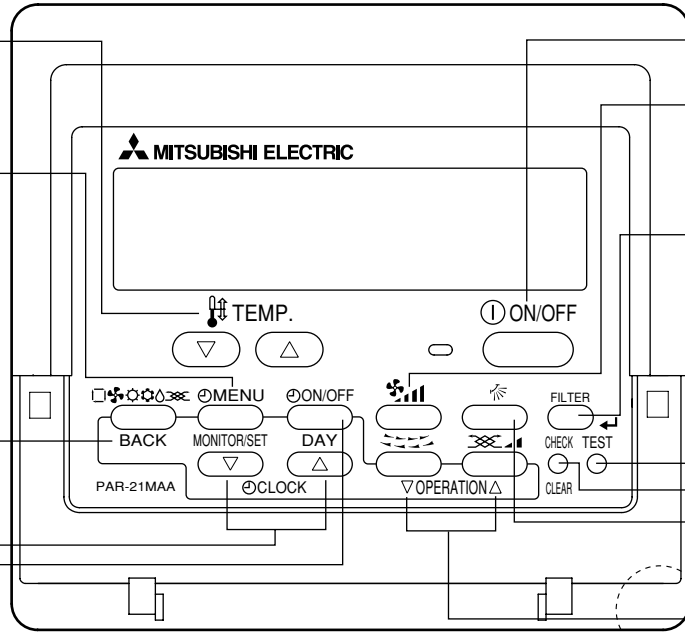 MITSUBISHI ELECTRIC
TEMP.
ON/OFF
MENU
ON/OFF
FILTER
BACK
MONITOR/SET
DAY
CHECK
TEST
PAR-21MAA
CLOCK
OPERATION
CLEAR